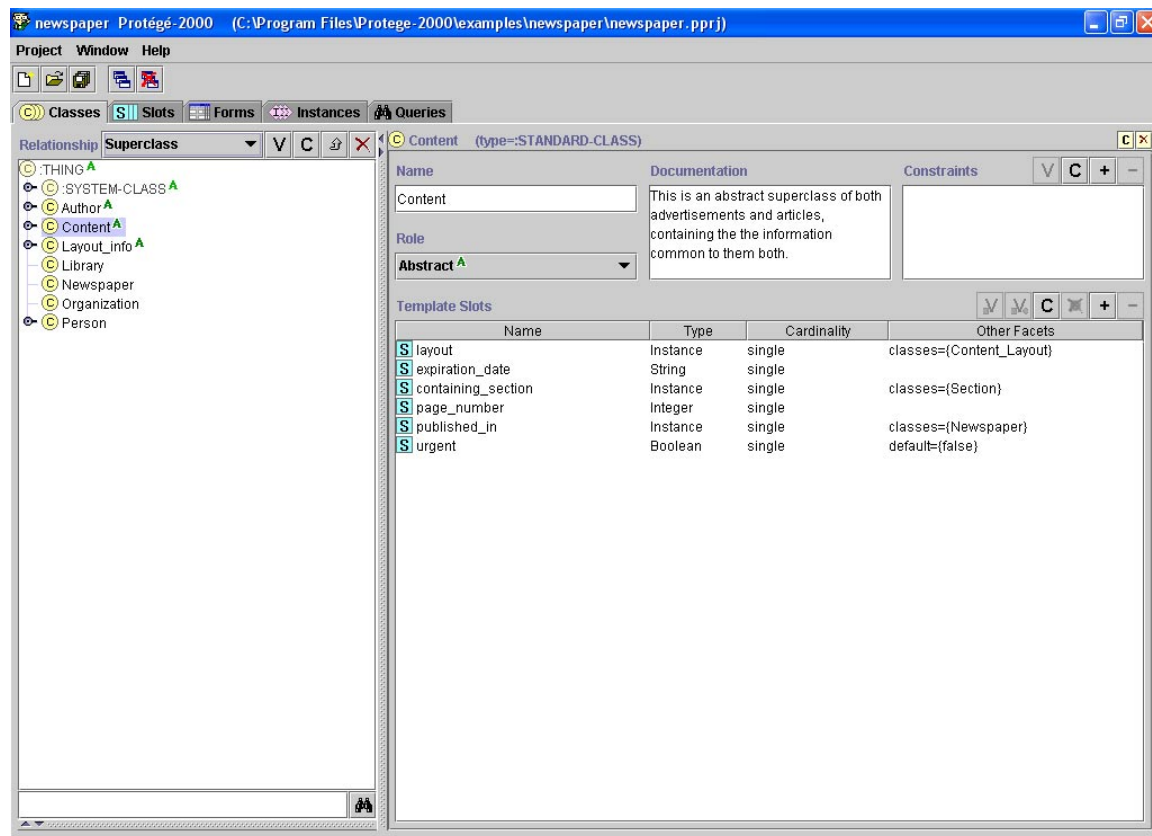 newspaper Protégé-2000 (C:\Program Files\Protege-2000\examples\newspaper\newspaper.pprj)
Project Window Help
C Classes S Slots Forms Instances Queries
Relationship Superclass V C
C :THING A
C :SYSTEM-CLASS A
C Author A
C Content A
C Layout_info A
C Library
C Newspaper
C Organization
C Person
C Content (type=:STANDARD-CLASS) C ×
Name Documentation Constraints V C + −
Content
This is an abstract superclass of both
advertisements and articles,
containing the the information
common to them both.
Role
Abstract A
Template Slots V V C + −
Name Type Cardinality Other Facets
S layout Instance single classes={Content_Layout}
S expiration_date String single
S containing_section Instance single classes={Section}
S page_number Integer single
S published_in Instance single classes={Newspaper}
S urgent Boolean single default={false}